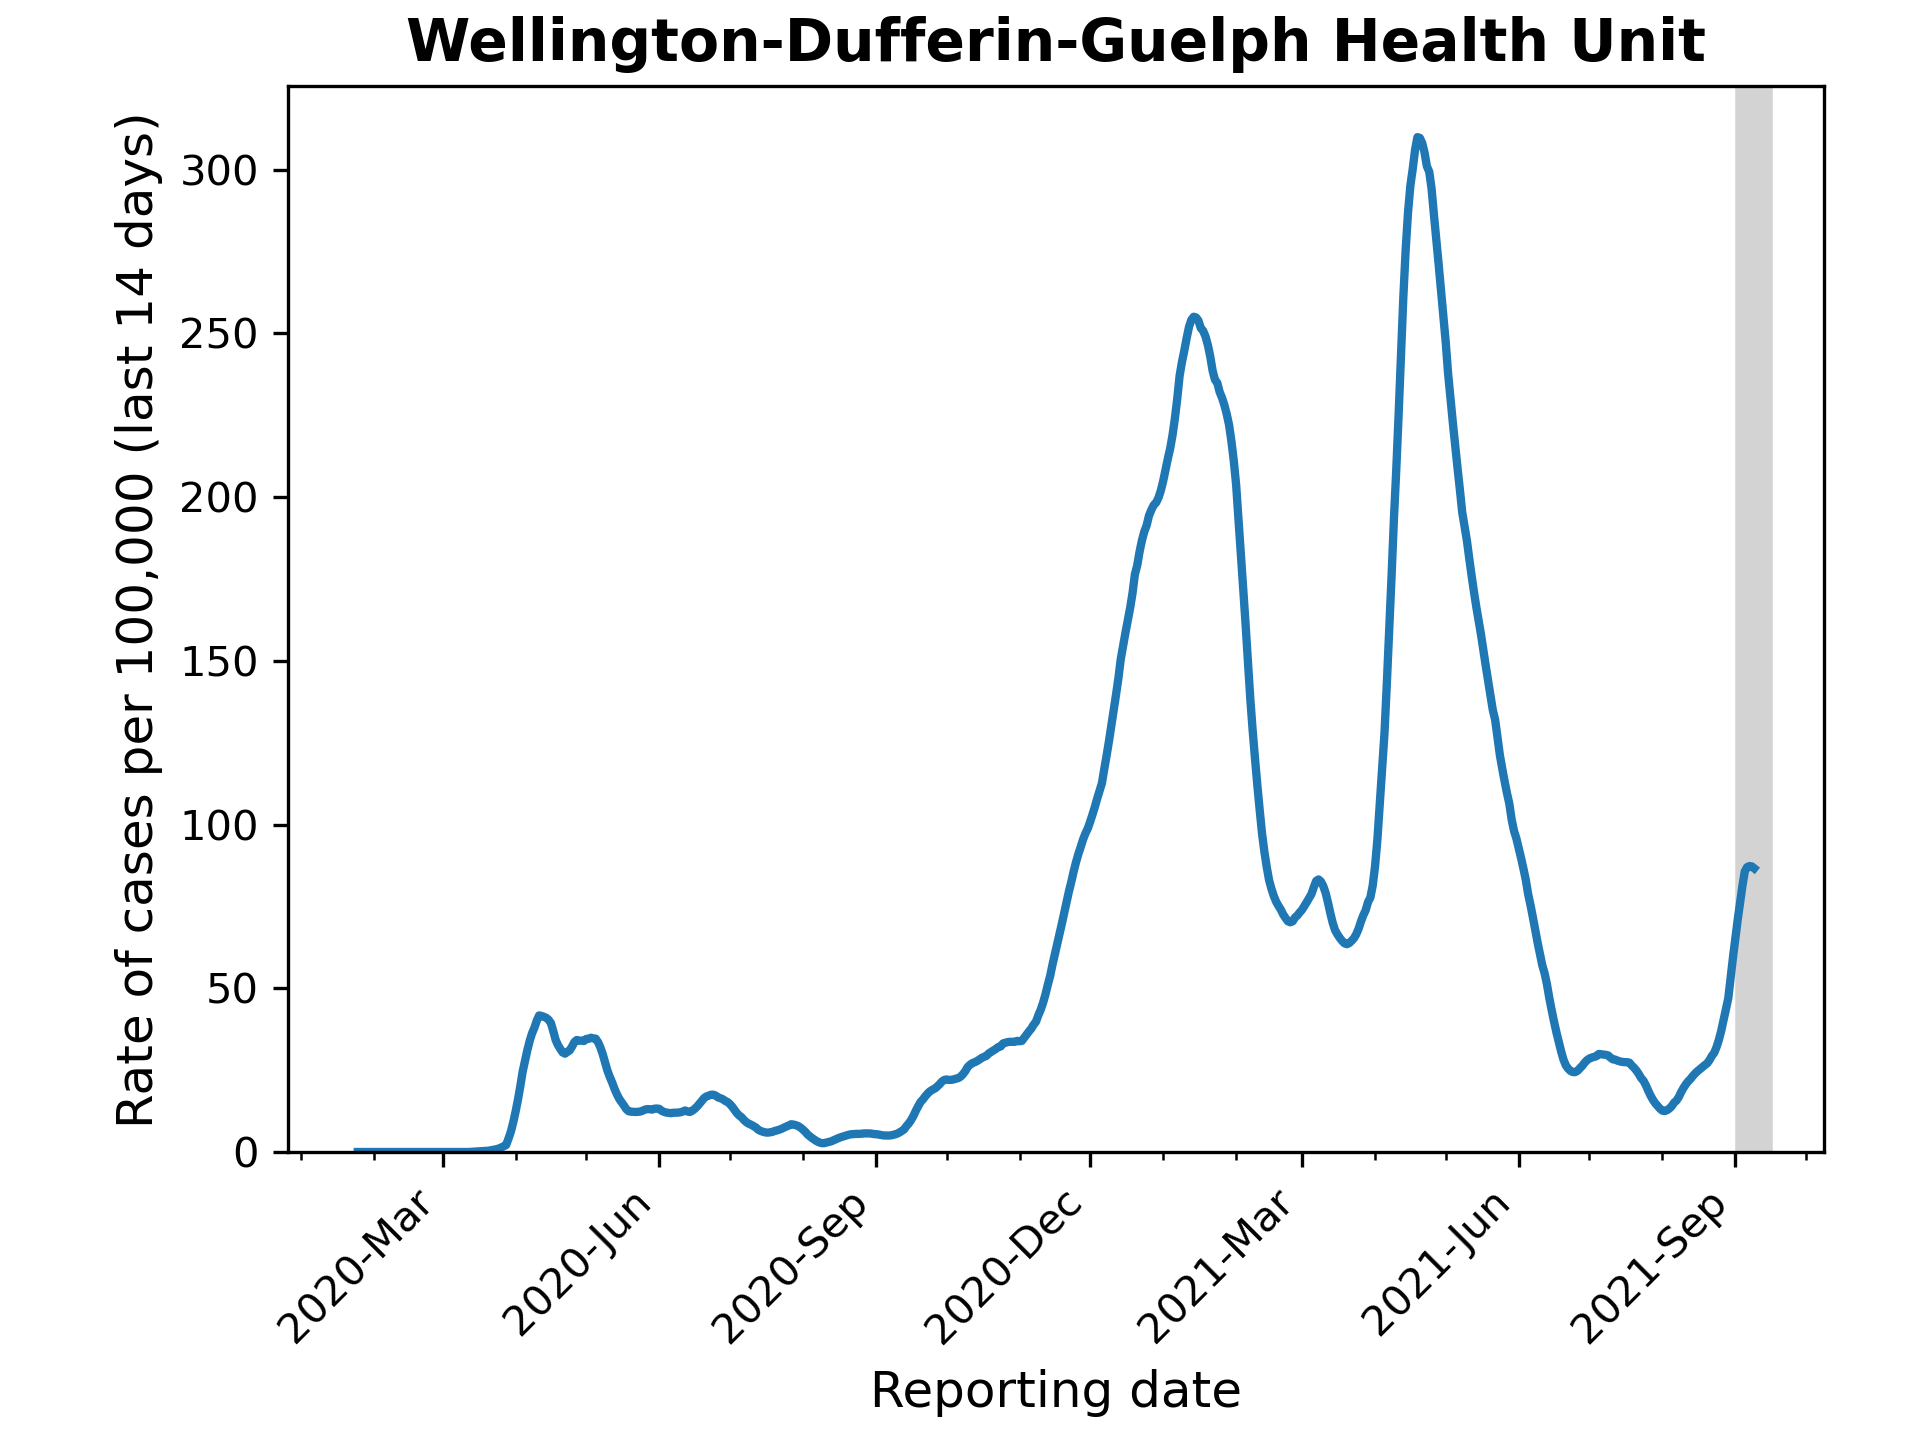 Wellington-Dufferin-Guelph Health Unit
Rate of cases per 100,000 (last 14 days)
300
250
200
150
100
50
0
2020-Mar
2020-Jun
2020-Sep
2020-Dec
2021-Mar
2021-Jun
2021-Sep
Reporting date